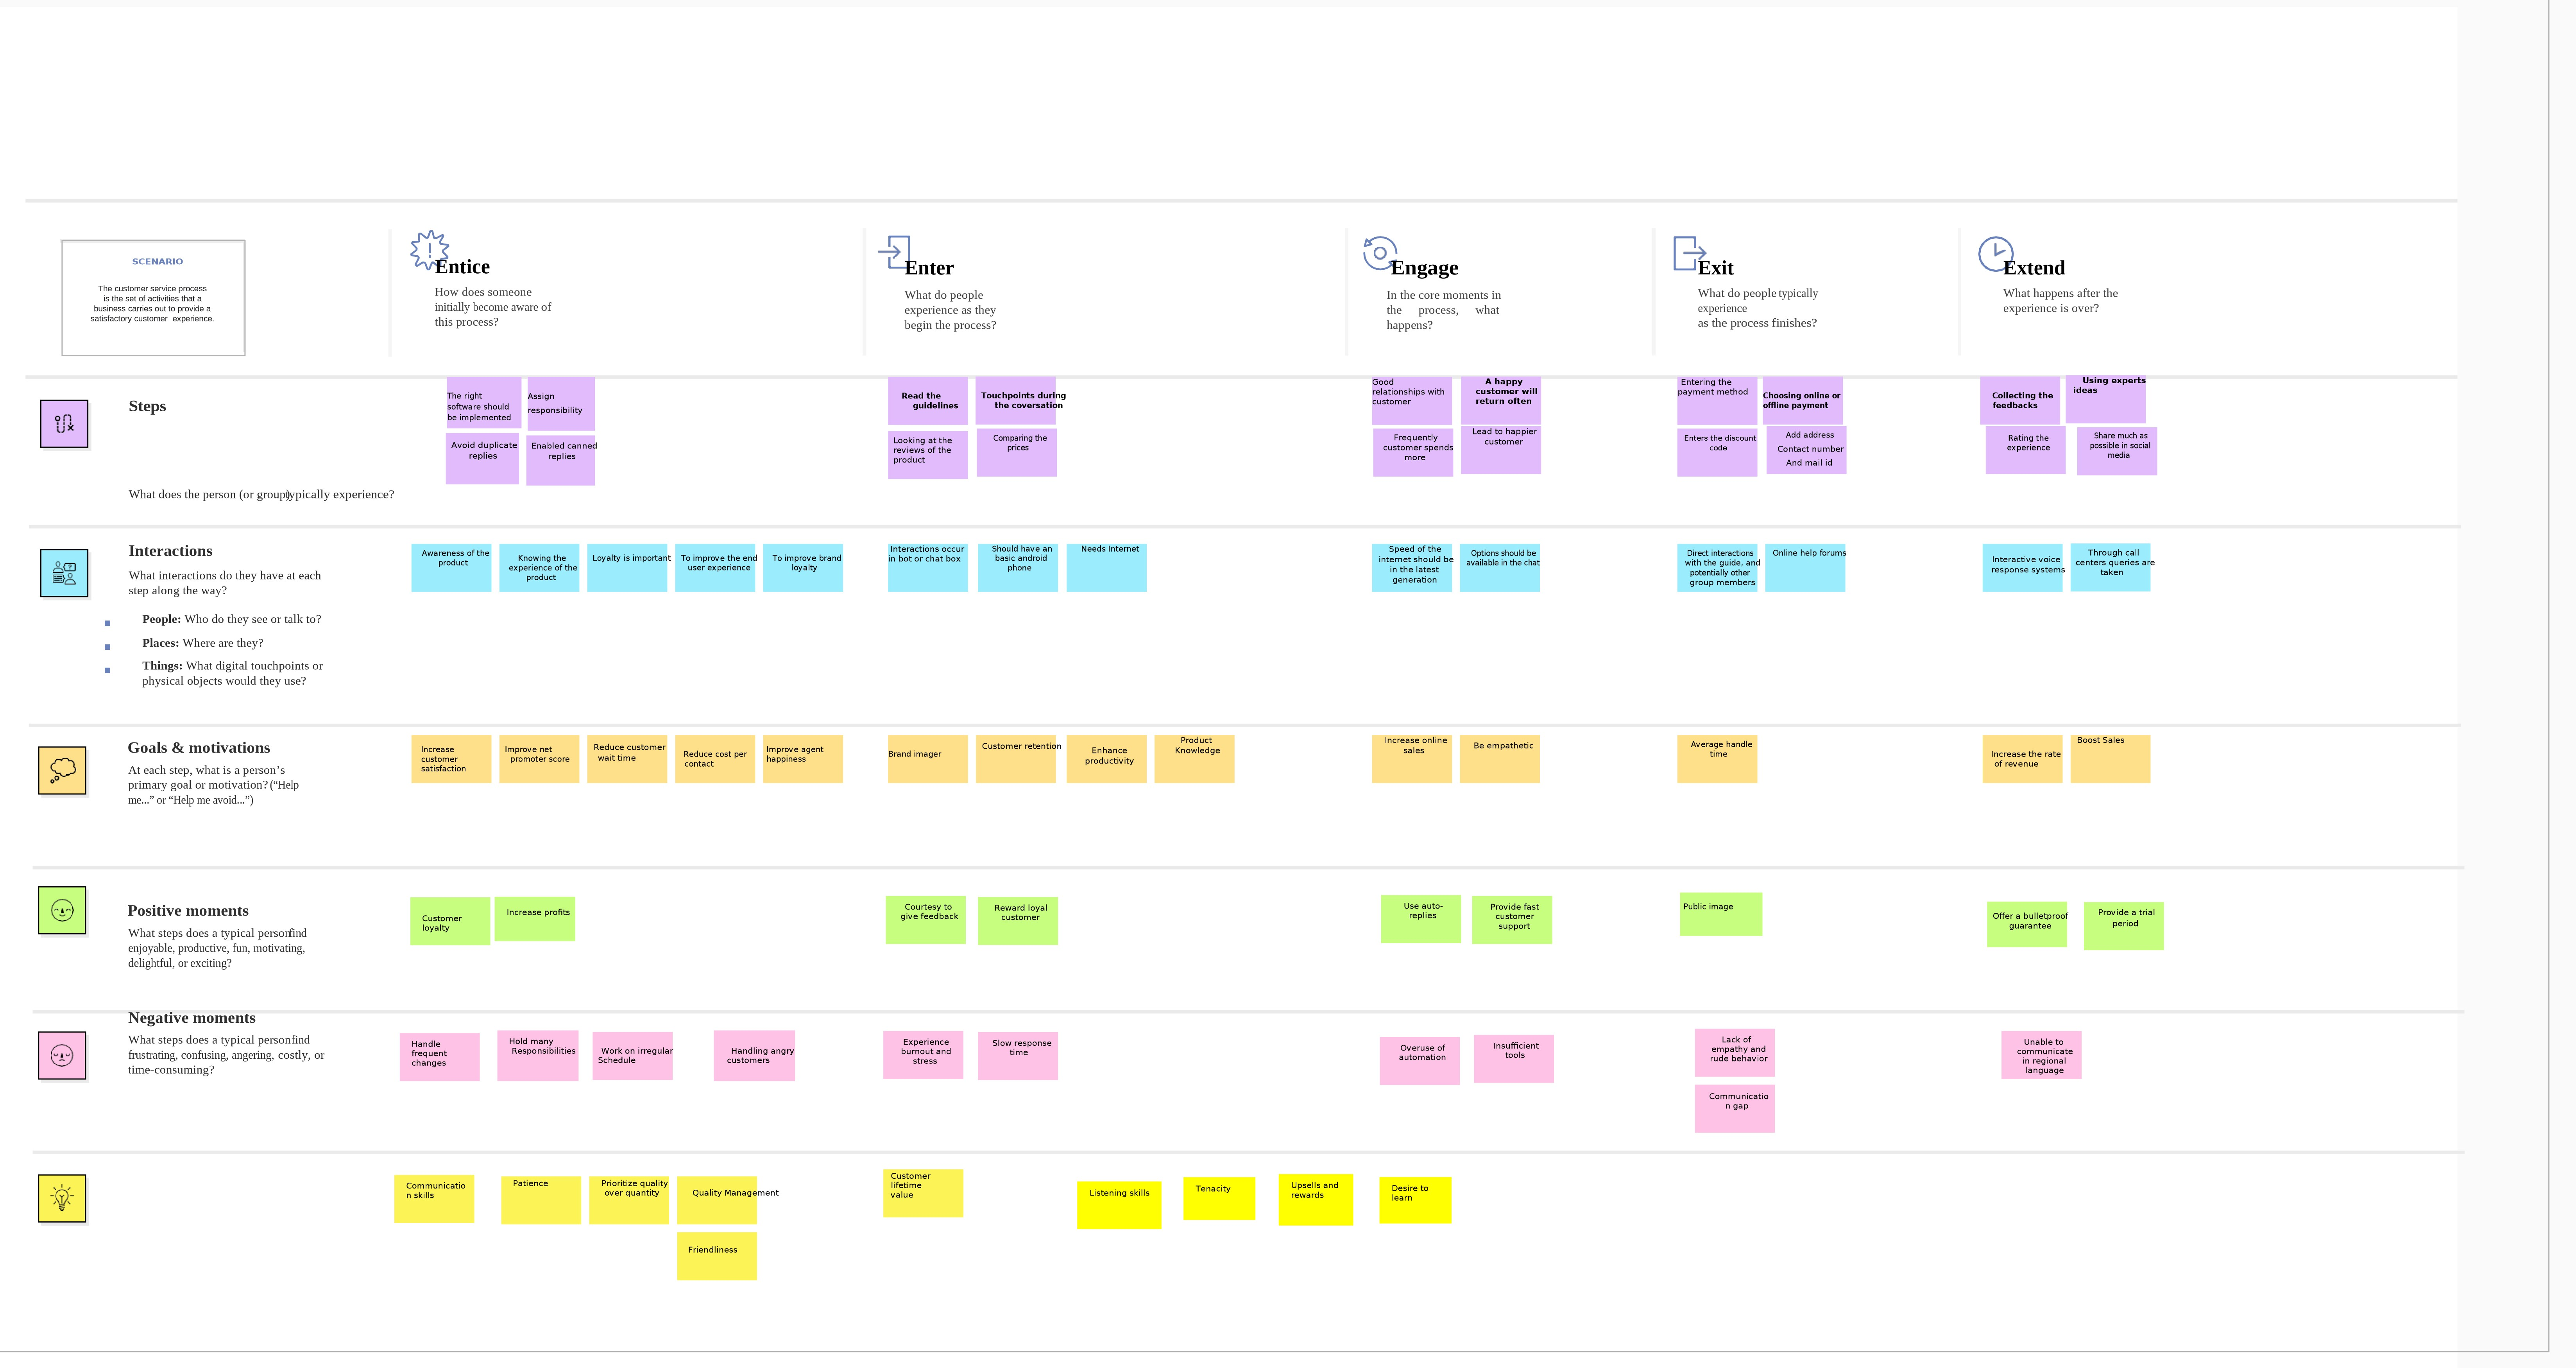 SCENARIO
The customer service process
is the set of activities that a
business carries out to provide a
satisfactory customer experience.
Entice
How does someone
initially become aware of
this process?
Enter
What do people
experience as they
begin the process?
Engage
In the core moments in
the process, what
happens?
Exit
What do people typically
experience
as the process finishes?
Extend
What happens after the
experience is over?
Steps
What does the person (or group)typically experience?
The right
software should
be implemented
Assign
responsibility
Avoid duplicate
replies
Enabled canned
replies
Read the
guidelines
Touchpoints during
the coversation
Looking at the
reviews of the
product
Comparing the
prices
Good
relationships with
customer
A happy
customer will
return often
Frequently
customer spends
more
Lead to happier
customer
Entering the
payment method
Choosing online or
offline payment
Enters the discount
code
Add address
Contact number
And mail id
Collecting the
feedbacks
Using experts
ideas
Rating the
experience
Share much as
possible in social
media
Interactions
What interactions do they have at each
step along the way?
People: Who do they see or talk to?
Places: Where are they?
Things: What digital touchpoints or
physical objects would they use?
Awareness of the
product
Knowing the
experience of the
product
Loyalty is important
To improve the end
user experience
To improve brand
loyalty
Interactions occur
in bot or chat box
Should have an
basic android
phone
Needs Internet
Speed of the
internet should be
in the latest
generation
Options should be
available in the chat
Direct interactions
with the guide, and
potentially other
group members
Online help forums
Interactive voice
response systems
Through call
centers queries are
taken
Goals & motivations
At each step, what is a person’s
primary goal or motivation? (“Help
me...” or “Help me avoid...”)
Increase
customer
satisfaction
Improve net
promoter score
Reduce customer
wait time
Reduce cost per
contact
Improve agent
happiness
Brand imager
Customer retention
Enhance
productivity
Product
Knowledge
Increase online
sales
Be empathetic
Average handle
time
Increase the rate
of revenue
Boost Sales
Positive moments
What steps does a typical personfind
enjoyable, productive, fun, motivating,
delightful, or exciting?
Customer
loyalty
Increase profits
Courtesy to
give feedback
Reward loyal
customer
Use auto-
replies
Provide fast
customer
support
Public image
Offer a bulletproof
guarantee
Provide a trial
period
Negative moments
What steps does a typical personfind
frustrating, confusing, angering, costly, or
time-consuming?
Handle
frequent
changes
Hold many
Responsibilities
Work on irregular
Schedule
Handling angry
customers
Experience
burnout and
stress
Slow response
time
Overuse of
automation
Insufficient
tools
Lack of
empathy and
rude behavior
Communicatio
n gap
Unable to
communicate
in regional
language
Communicatio
n skills
Patience
Prioritize quality
over quantity
Quality Management
Friendliness
Customer
lifetime
value
Listening skills
Tenacity
Upsells and
rewards
Desire to
learn